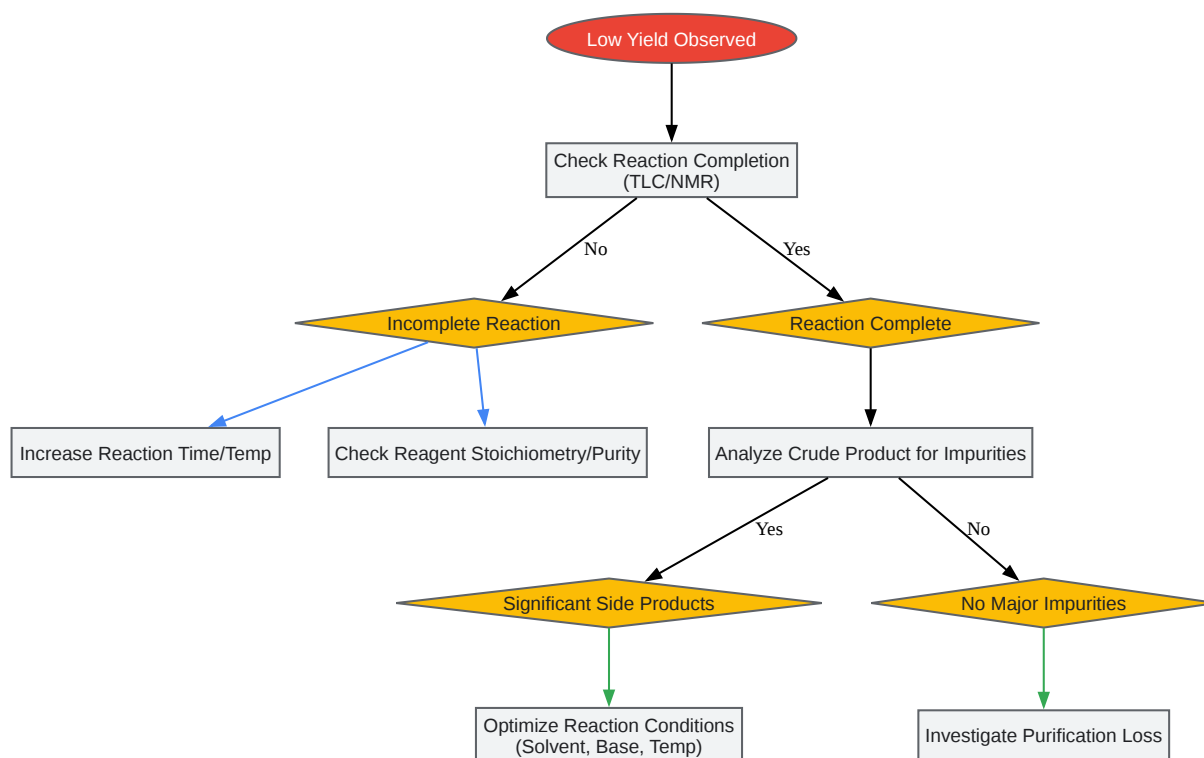 Low Yield Observed
Check Reaction Completion
(TLC/NMR)
No
Yes
Incomplete Reaction
Reaction Complete
Increase Reaction Time/Temp
Check Reagent Stoichiometry/Purity
Analyze Crude Product for Impurities
Yes
No
Significant Side Products
No Major Impurities
Optimize Reaction Conditions
(Solvent, Base, Temp)
Investigate Purification Loss